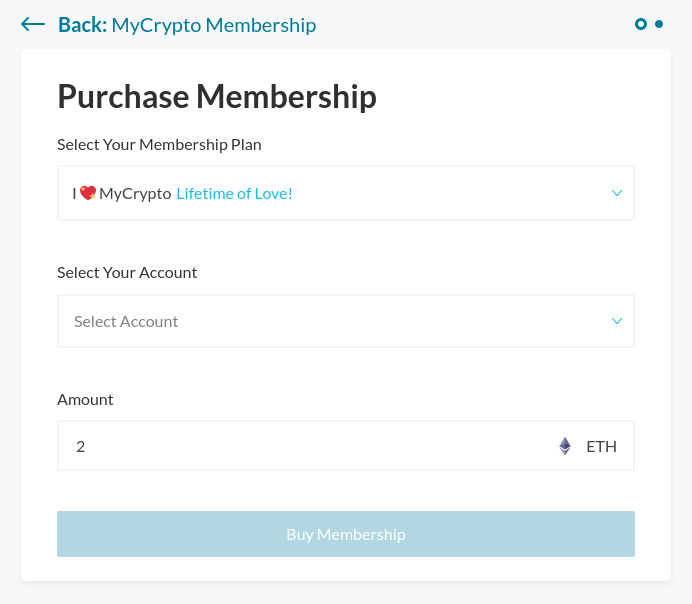 Back: MyCrypto Membership
Purchase Membership
Select Your Membership Plan
I 💖 MyCrypto Lifetime of Love!
Select Your Account
Select Account
Amount
2 ETH
Buy Membership